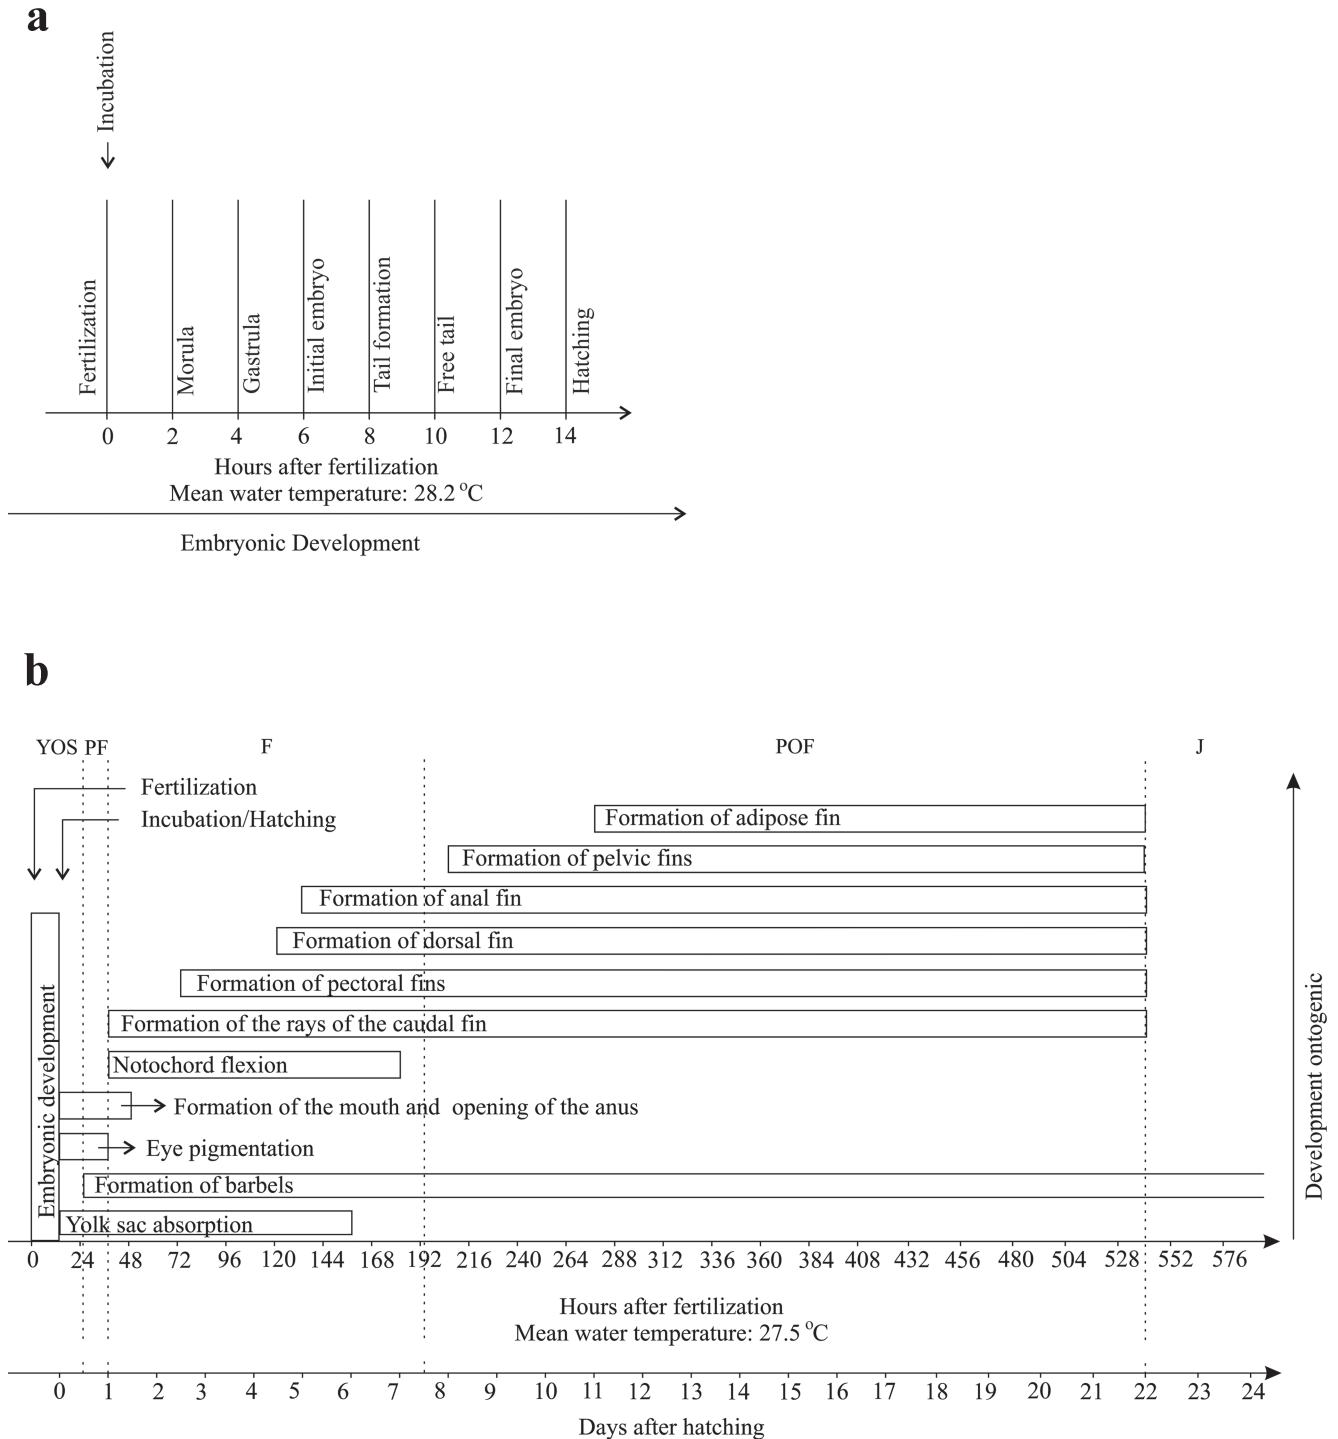 a
Incubation
Fertilization
Morula
Gastrula
Initial embryo
Tail formation
Free tail
Final embryo
Hatching
0 2 4 6 8 10 12 14
Hours after fertilization
Mean water temperature: 28.2 °C
Embryonic Development
b
YOS PF F POF J
Fertilization
Incubation/Hatching
Formation of adipose fin
Formation of pelvic fins
Formation of anal fin
Formation of dorsal fin
Formation of pectoral fins
Formation of the rays of the caudal fin
Notochord flexion
Formation of the mouth and opening of the anus
Eye pigmentation
Formation of barbels
Yolk sac absorption
Embryonic development
Development ontogenic
0 24 48 72 96 120 144 168 192 216 240 264 288 312 336 360 384 408 432 456 480 504 528 552 576
Hours after fertilization
Mean water temperature: 27.5 °C
0 1 2 3 4 5 6 7 8 9 10 11 12 13 14 15 16 17 18 19 20 21 22 23 24
Days after hatching